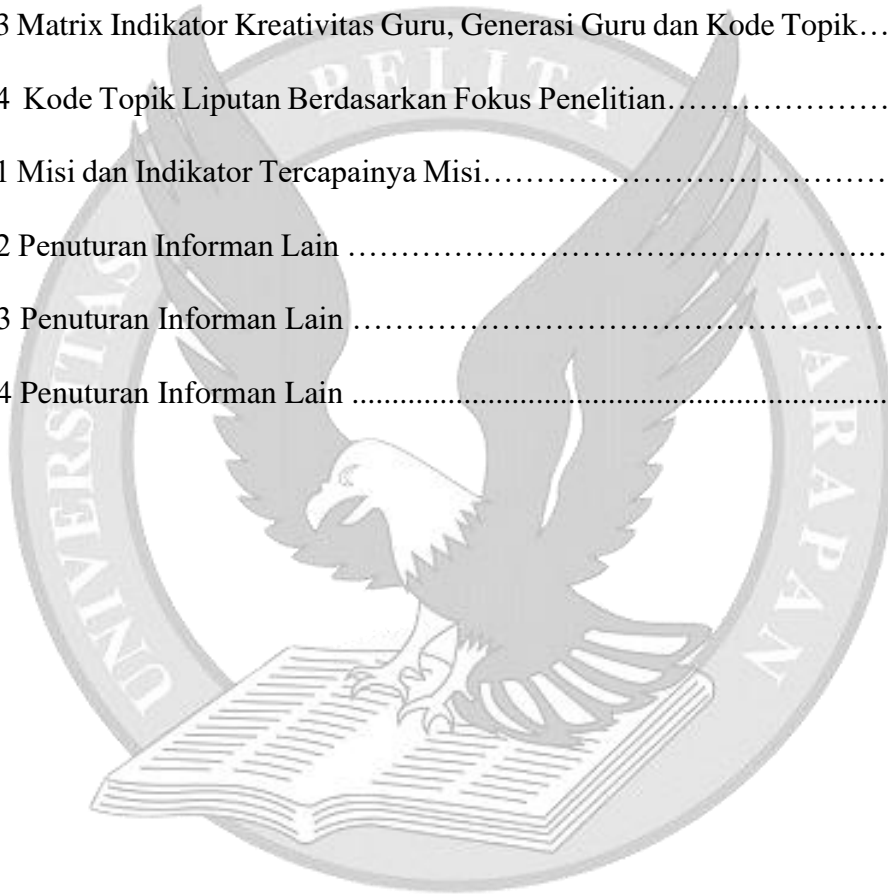 3 Matrix Indikator Kreativitas Guru, Generasi Guru dan Kode Topik…
4 Kode Topik Liputan Berdasarkan Fokus Penelitian…………………
1 Misi dan Indikator Tercapainya Misi………………………………………
2 Penuturan Informan Lain …………………………………………………..…
3 Penuturan Informan Lain ……………………………………………………
4 Penuturan Informan Lain ......................................................................
UNIVERSITAS PELITA HARAPAN